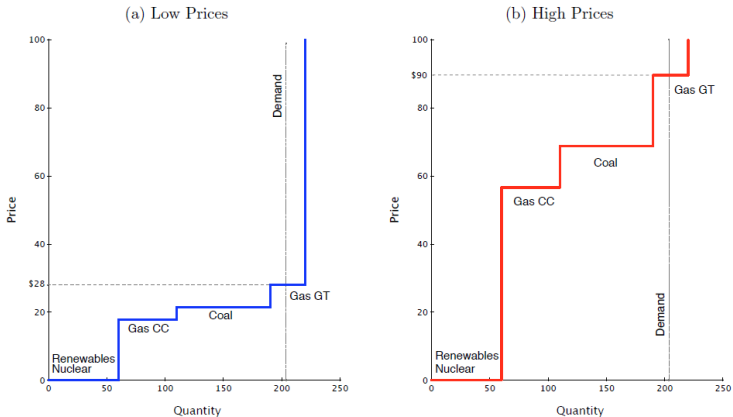 (a) Low Prices
100
80
60
40
$28
20
0
Price
Demand
Gas GT
Coal
Gas CC
Renewables
Nuclear
0 50 100 150 200 250
Quantity
(b) High Prices
100
$90
80
60
40
20
0
Price
Gas GT
Coal
Gas CC
Demand
Renewables
Nuclear
0 50 100 150 200 250
Quantity